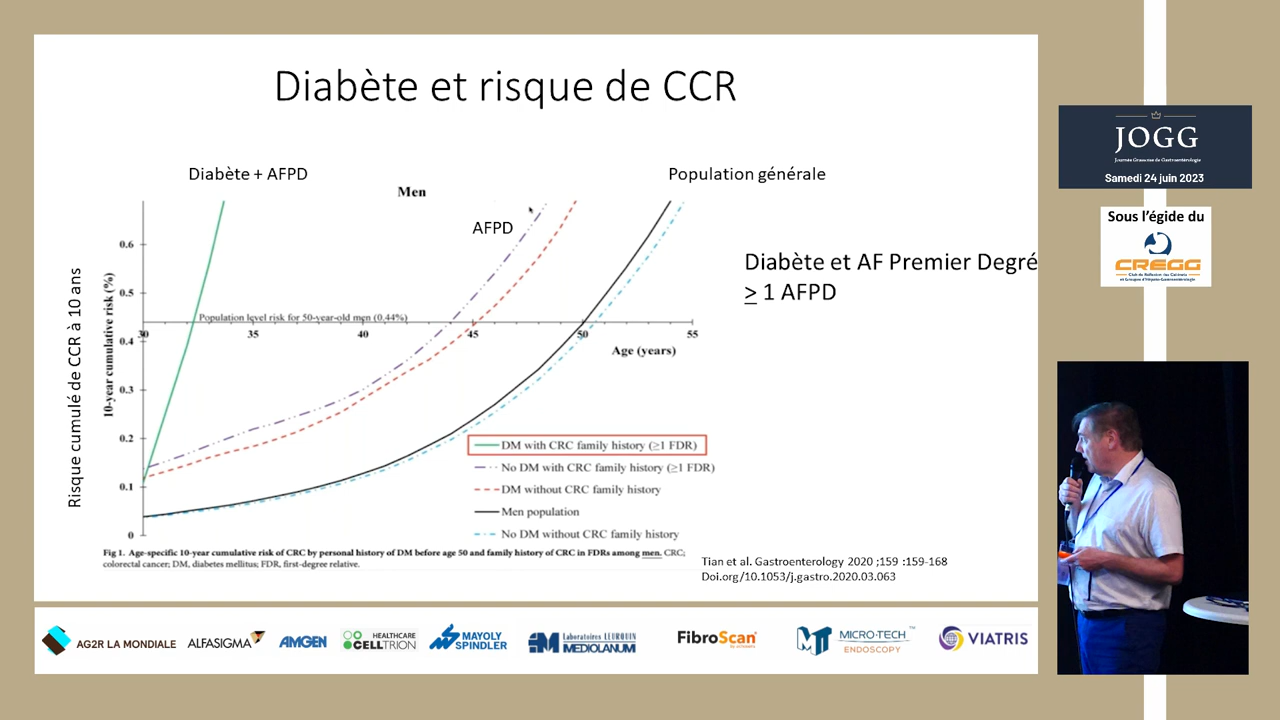 Diabète et risque de CCR
Diabète + AFPD
Population générale
Men
AFPD
Diabète et AF Premier Degré
≥ 1 AFPD
Risque cumulé de CCR à 10 ans
10-year cumulative risk (%)
0.6
0.5
0.4
0.3
0.2
0.1
0
Population level risk for 50-year-old men (0.44%)
30
35
40
45
50
55
Age (years)
DM with CRC family history (≥1 FDR)
No DM with CRC family history (≥1 FDR)
DM without CRC family history
Men population
No DM without CRC family history
Fig 1. Age-specific 10-year cumulative risk of CRC by personal history of DM before age 50 and family history of CRC in FDRs among men. CRC;
colorectal cancer; DM, diabetes mellitus; FDR, first-degree relative.
Tian et al. Gastroenterology 2020 ;159 :159-168
Doi.org/10.1053/j.gastro.2020.03.063
JOGG
Journée Grassoise de Gastroentérologie
Samedi 24 juin 2023
Sous l'égide du
CREGG
Club de Réflexion des Cabinets
et Groupes d'Hépato-Gastroentérologie
AG2R LA MONDIALE
ALFASIGMA
AMGEN
HEALTHCARE
CELLTRION
MAYOLY
SPINDLER
Laboratoires LEURQUIN
MEDIOLANUM
FibroScan
by echosens
MT
MICRO-TECH™
ENDOSCOPY
VIATRIS